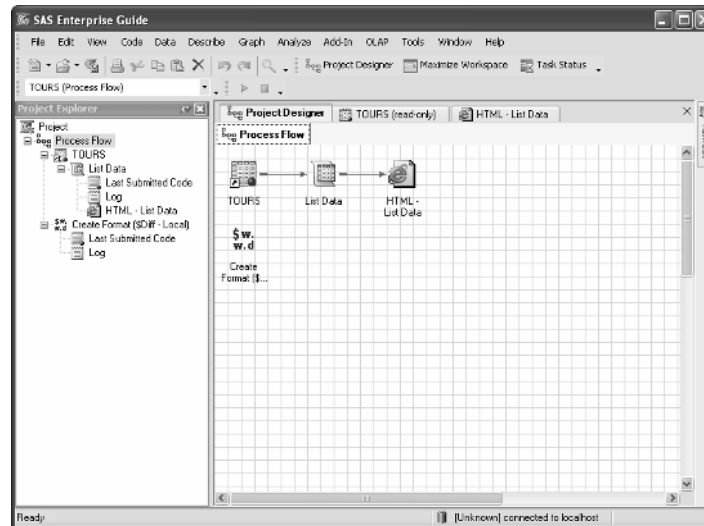 SAS Enterprise Guide
File Edit View Code Data Describe Graph Analyze Add-In OLAP Tools Window Help
Project Designer Maximize Workspace Task Status
TOURS (Process Flow)
Project Explorer
Project Designer TOURS (read-only) HTML - List Data
Process Flow
Project
Process Flow
TOURS
List Data
Last Submitted Code
Log
HTML - List Data
Create Format ($Diff - Local)
Last Submitted Code
Log
TOURS
List Data
HTML -
List Data
$w.
w.d
Create
Format ($...
Ready
[Unknown] connected to localhost